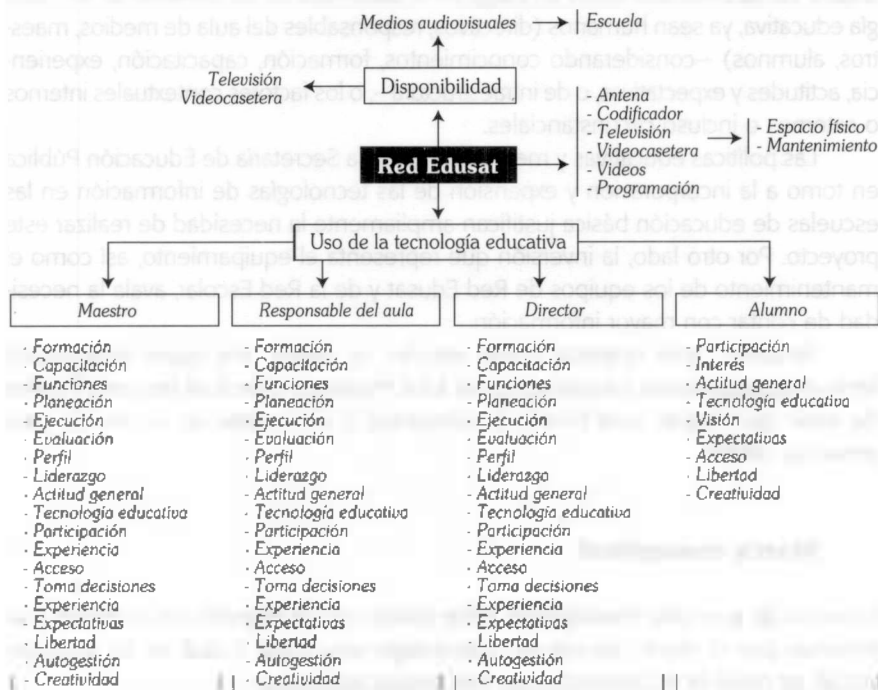 Medios audiovisuales
Escuela
Televisión
Videocasetera
Disponibilidad
- Antena
- Codificador
- Televisión
- Videocasetera
- Videos
- Programación
- Espacio físico
- Mantenimiento
Red Edusat
Uso de la tecnología educativa
Maestro
- Formación
- Capacitación
- Funciones
- Planeación
- Ejecución
- Evaluación
- Perfil
- Liderazgo
- Actitud general
- Tecnología educativa
- Participación
- Experiencia
- Acceso
- Toma decisiones
- Experiencia
- Expectativas
- Libertad
- Autogestión
- Creatividad
Responsable del aula
- Formación
- Capacitación
- Funciones
- Planeación
- Ejecución
- Evaluación
- Perfil
- Liderazgo
- Actitud general
- Tecnología educativa
- Participación
- Experiencia
- Acceso
- Toma decisiones
- Experiencia
- Expectativas
- Libertad
- Autogestión
- Creatividad
Director
- Formación
- Capacitación
- Funciones
- Planeación
- Ejecución
- Evaluación
- Perfil
- Liderazgo
- Actitud general
- Tecnología educativa
- Participación
- Experiencia
- Acceso
- Toma decisiones
- Experiencia
- Expectativas
- Libertad
- Autogestión
- Creatividad
Alumno
- Participación
- Interés
- Actitud general
- Tecnología educativa
- Visión
- Expectativas
- Acceso
- Libertad
- Creatividad